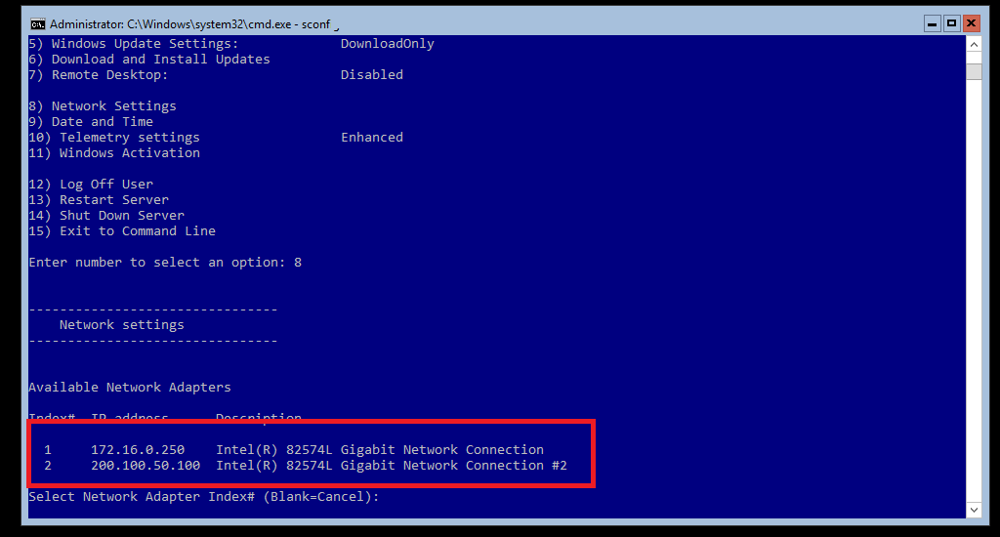 Administrator: C:\Windows\system32\cmd.exe - sconf
5) Windows Update Settings: DownloadOnly
6) Download and Install Updates
7) Remote Desktop: Disabled
8) Network Settings
9) Date and Time
10) Telemetry settings Enhanced
11) Windows Activation
12) Log Off User
13) Restart Server
14) Shut Down Server
15) Exit to Command Line
Enter number to select an option: 8
--------------------------------
Network settings
--------------------------------
Available Network Adapters
Index# IP address Description
1 172.16.0.250 Intel(R) 82574L Gigabit Network Connection
2 200.100.50.100 Intel(R) 82574L Gigabit Network Connection #2
Select Network Adapter Index# (Blank=Cancel):